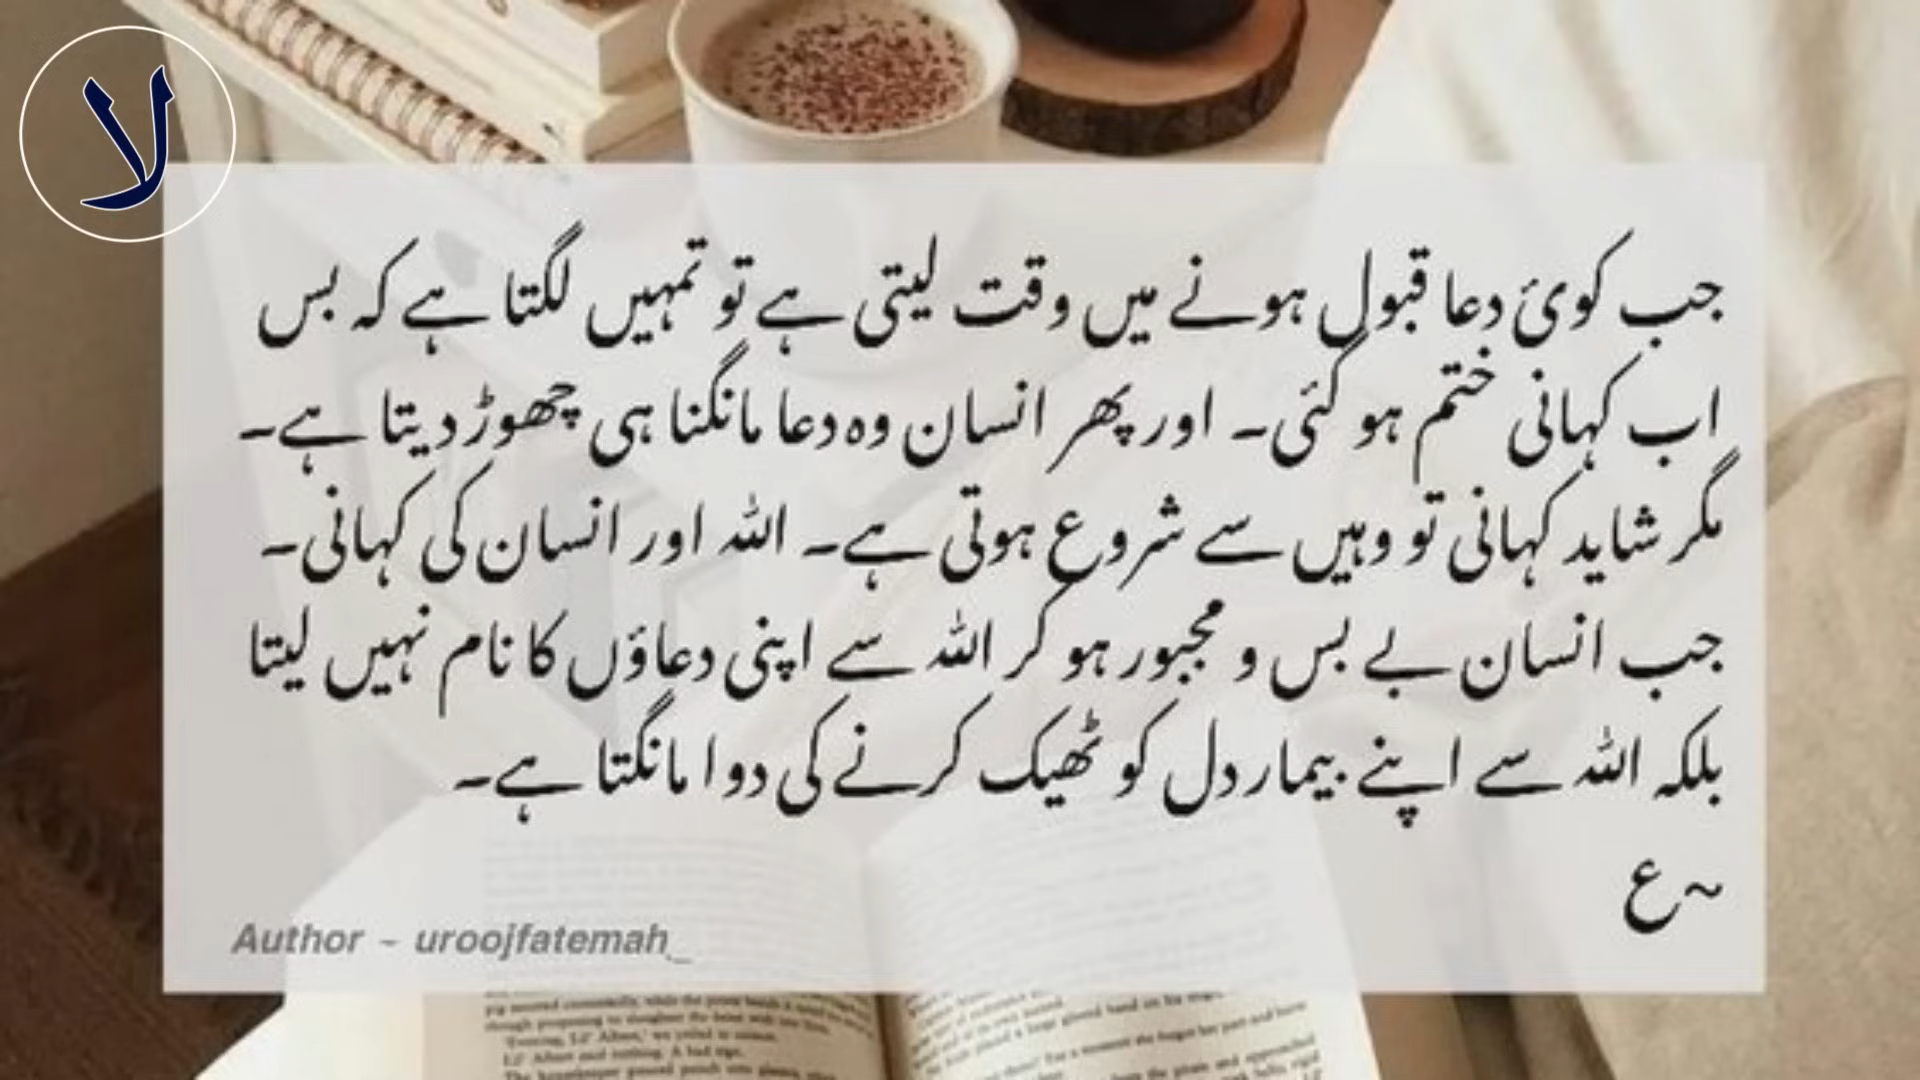 لا
جب کوئ دعا قبول ہونے میں وقت لیتی ہے تو تمہیں لگتا ہے کہ بس
اب کہانی ختم ہو گئی۔ اور پھر انسان وہ دعا مانگنا ہی چھوڑ دیتا ہے۔
مگر شاید کہانی تو وہیں سے شروع ہوتی ہے۔ اللہ اور انسان کی کہانی۔
جب انسان بے بس و مجبور ہو کر اللہ سے اپنی دعاؤں کا نام نہیں لیتا
بلکہ اللہ سے اپنے بیمار دل کو ٹھیک کرنے کی دوا مانگتا ہے۔
~ع
Author - uroojfatemah_